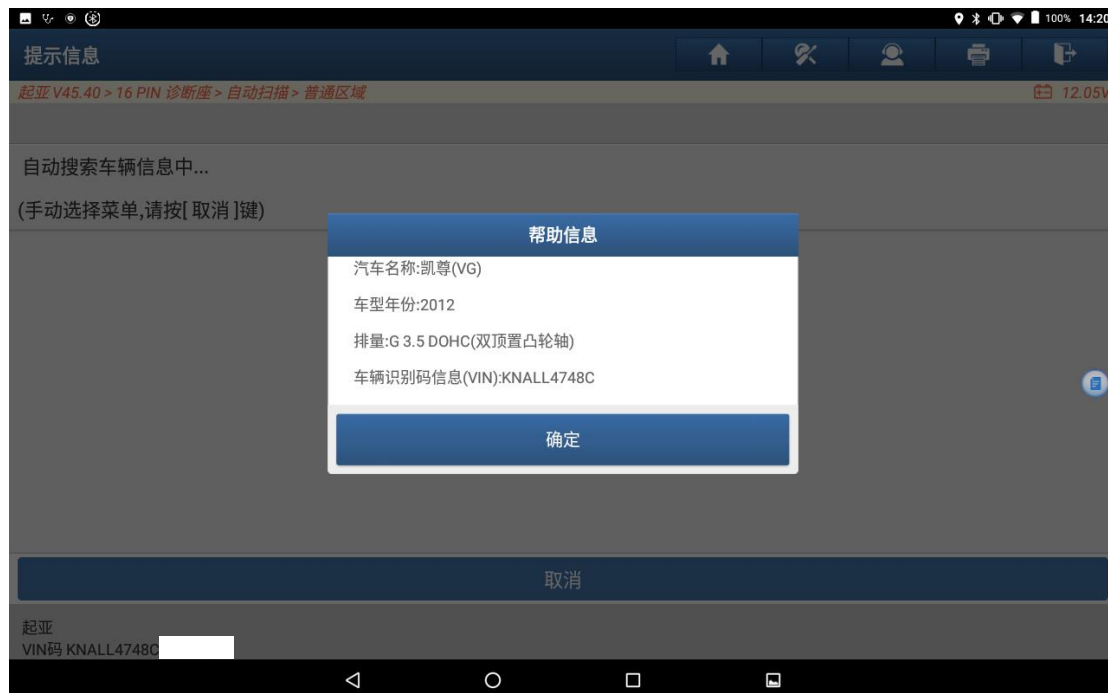 100% 14:20
提示信息
起亚 V45.40 > 16 PIN 诊断座 > 自动扫描 > 普通区域
12.05V
自动搜索车辆信息中...
(手动选择菜单,请按[ 取消 ]键)
帮助信息
汽车名称:凯尊(VG)
车型年份:2012
排量:G 3.5 DOHC(双顶置凸轮轴)
车辆识别码信息(VIN):KNALL4748C
确定
取消
起亚
VIN码 KNALL4748C